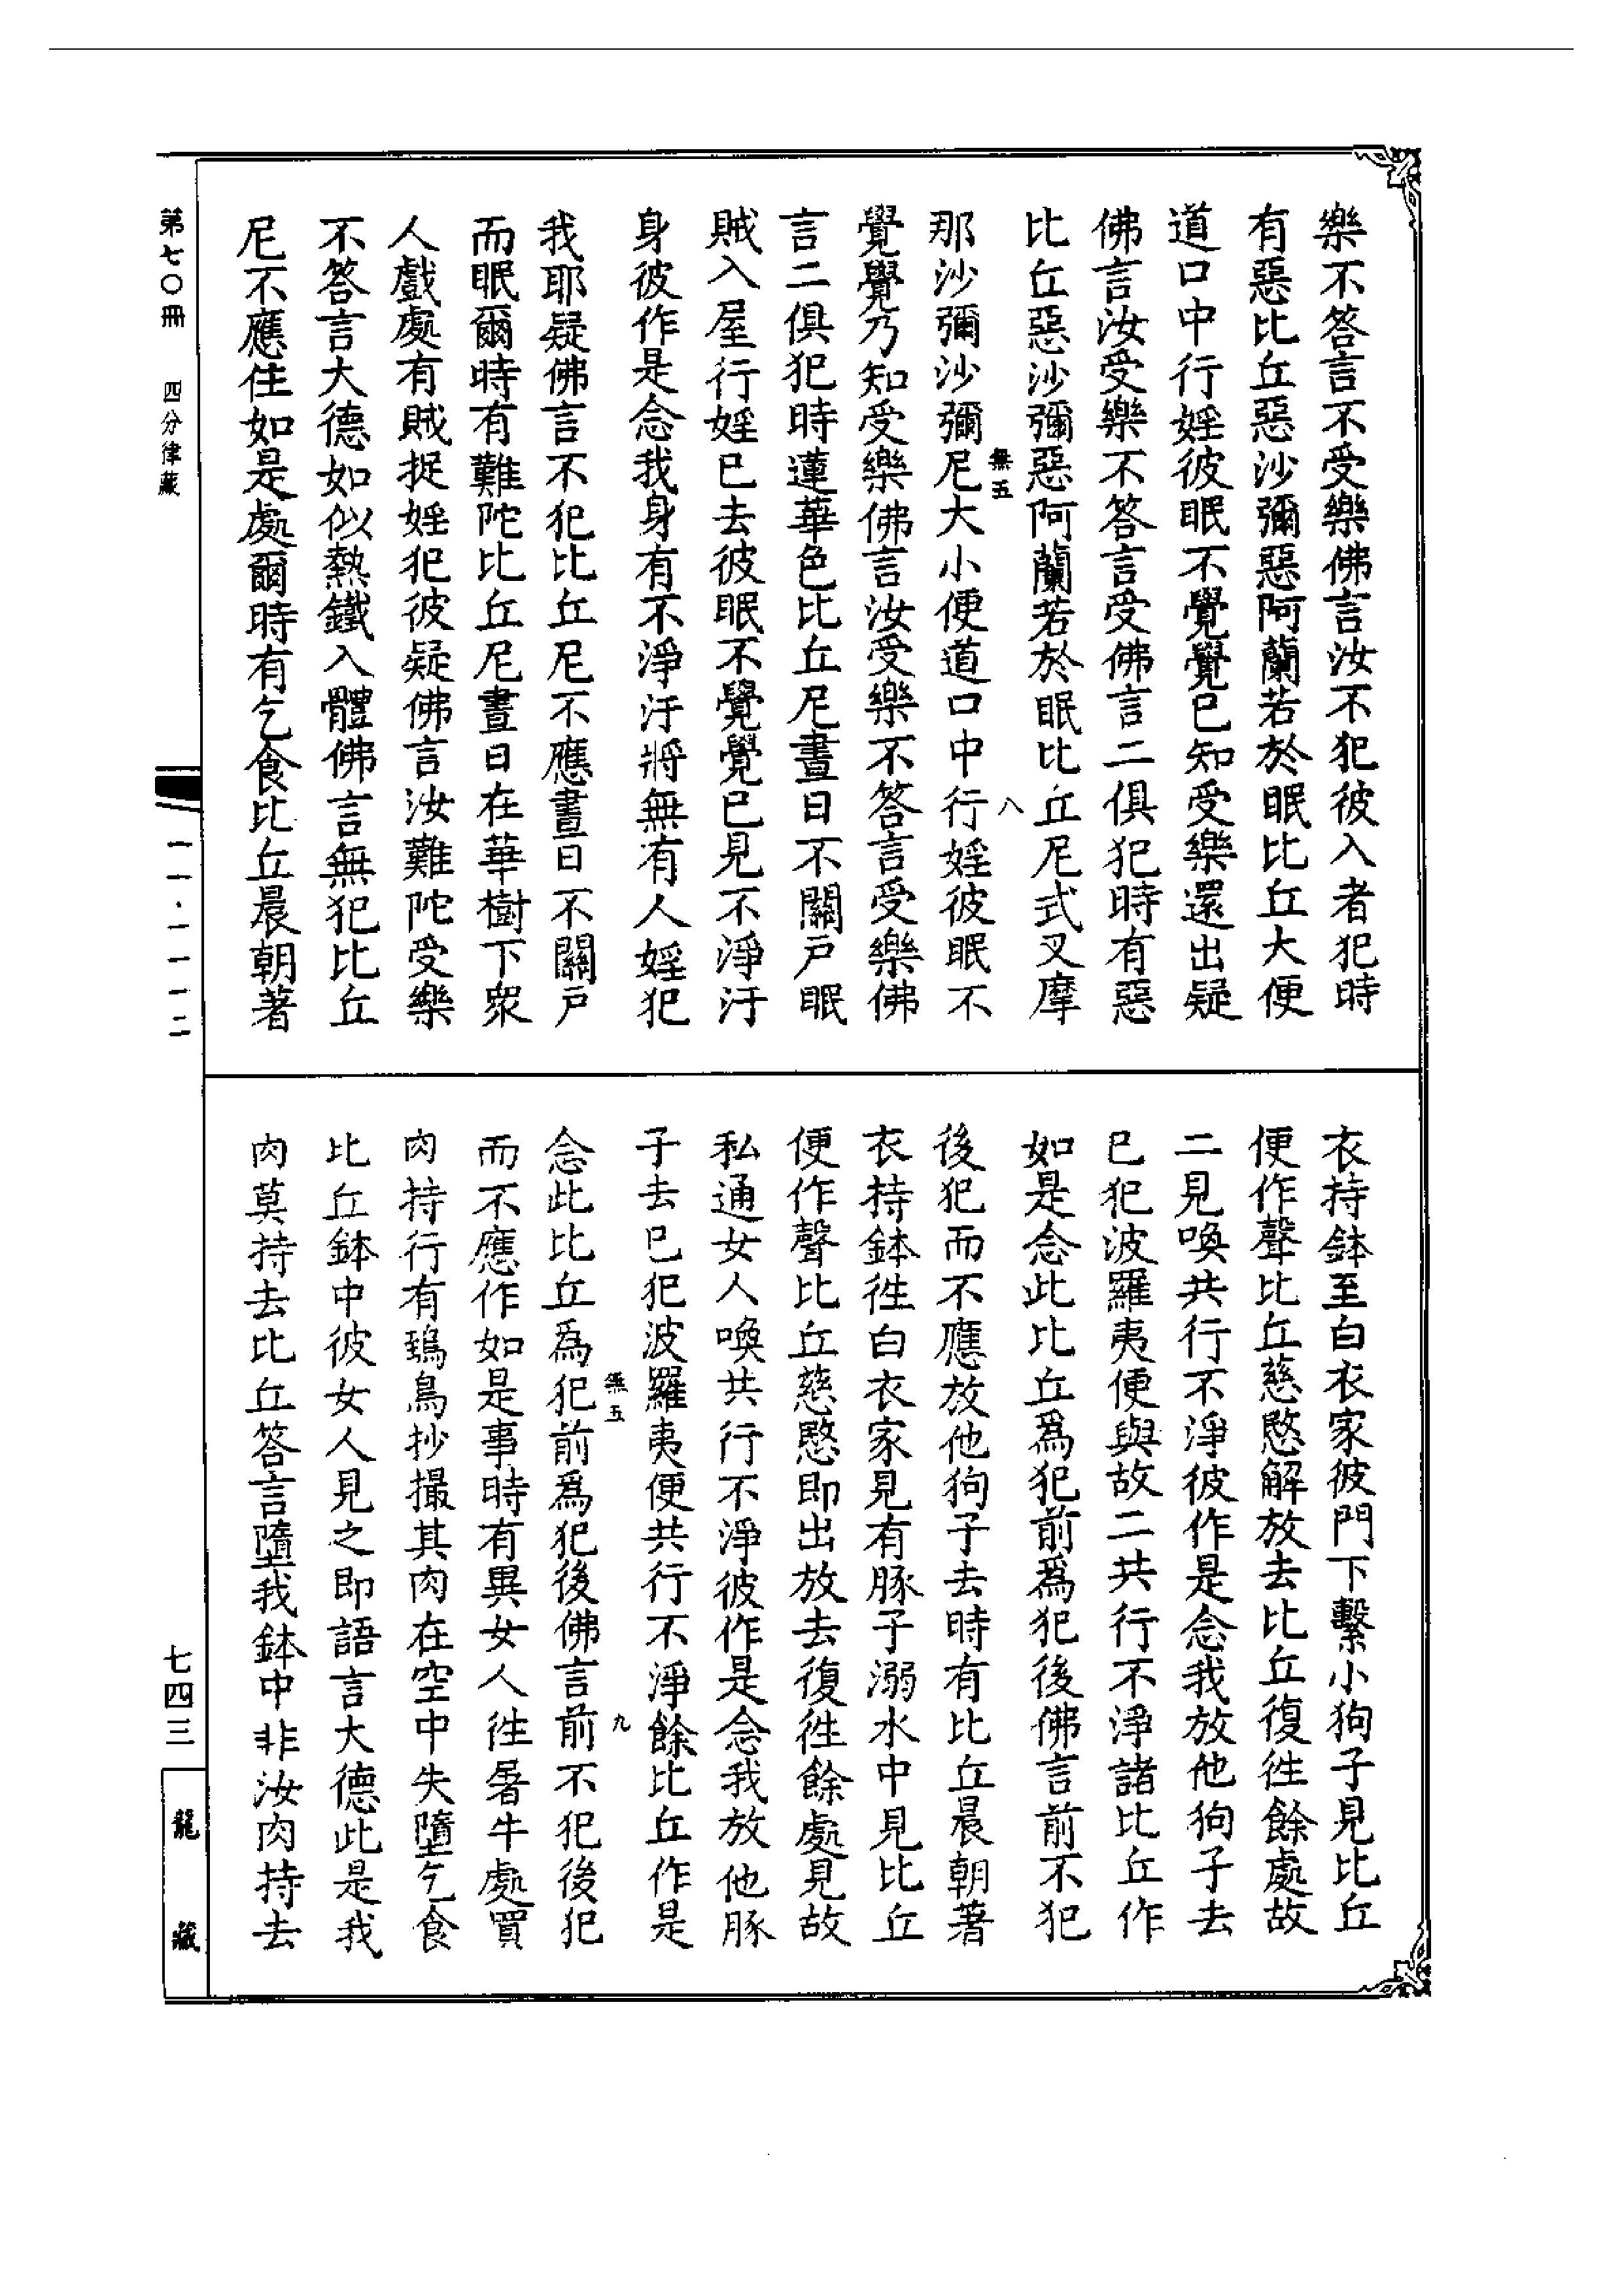 樂不答言不受樂佛言汝不犯彼入者犯時
有惡比丘惡沙彌惡阿蘭若於眠比丘大便
道口中行婬彼眠不覺覺已知受樂還出疑
佛言汝受樂不答言受佛言二俱犯時有惡
比丘惡沙彌惡阿蘭若於眠比丘尼式叉摩
那沙彌沙彌尼大小便道口中行婬彼眠不
無五
八
覺覺乃知受樂佛言汝受樂不答言受樂佛
言二俱犯時蓮華色比丘尼晝日不關戶眠
賊入屋行婬已去彼眠不覺覺已見不淨汙
身彼作是念我身有不淨汙將無有人婬犯
我耶疑佛言不犯比丘尼不應晝日不關戶
而眠爾時有難陀比丘尼晝日在華樹下眾
人戲處有賊捉婬犯彼疑佛言汝難陀受樂
不答言大德如似熱鐵入體佛言無犯比丘
尼不應住如是處爾時有乞食比丘晨朝著
衣持鉢至白衣家彼門下繫小狗子見比丘
便作聲比丘慈愍解放去比丘復徃餘處故
二見喚共行不淨彼作是念我放他狗子去
已犯波羅夷便與故二共行不淨諸比丘作
如是念此比丘爲犯前爲犯後佛言前不犯
後犯而不應放他狗子去時有比丘晨朝著
衣持鉢徃白衣家見有豚子溺水中見比丘
便作聲比丘慈愍即出放去復徃餘處見故
私通女人喚共行不淨彼作是念我放他豚
子去已犯波羅夷便共行不淨餘比丘作是
無五
九
念此比丘爲犯前爲犯後佛言前不犯後犯
而不應作如是事時有異女人徃屠牛處買
肉持行有鵄鳥抄撮其肉在空中失墮乞食
比丘鉢中彼女人見之即語言大德此是我
肉莫持去比丘答言墮我鉢中非汝肉持去
第七〇冊 四分律藏
一一·一一一二
七四三
龍藏